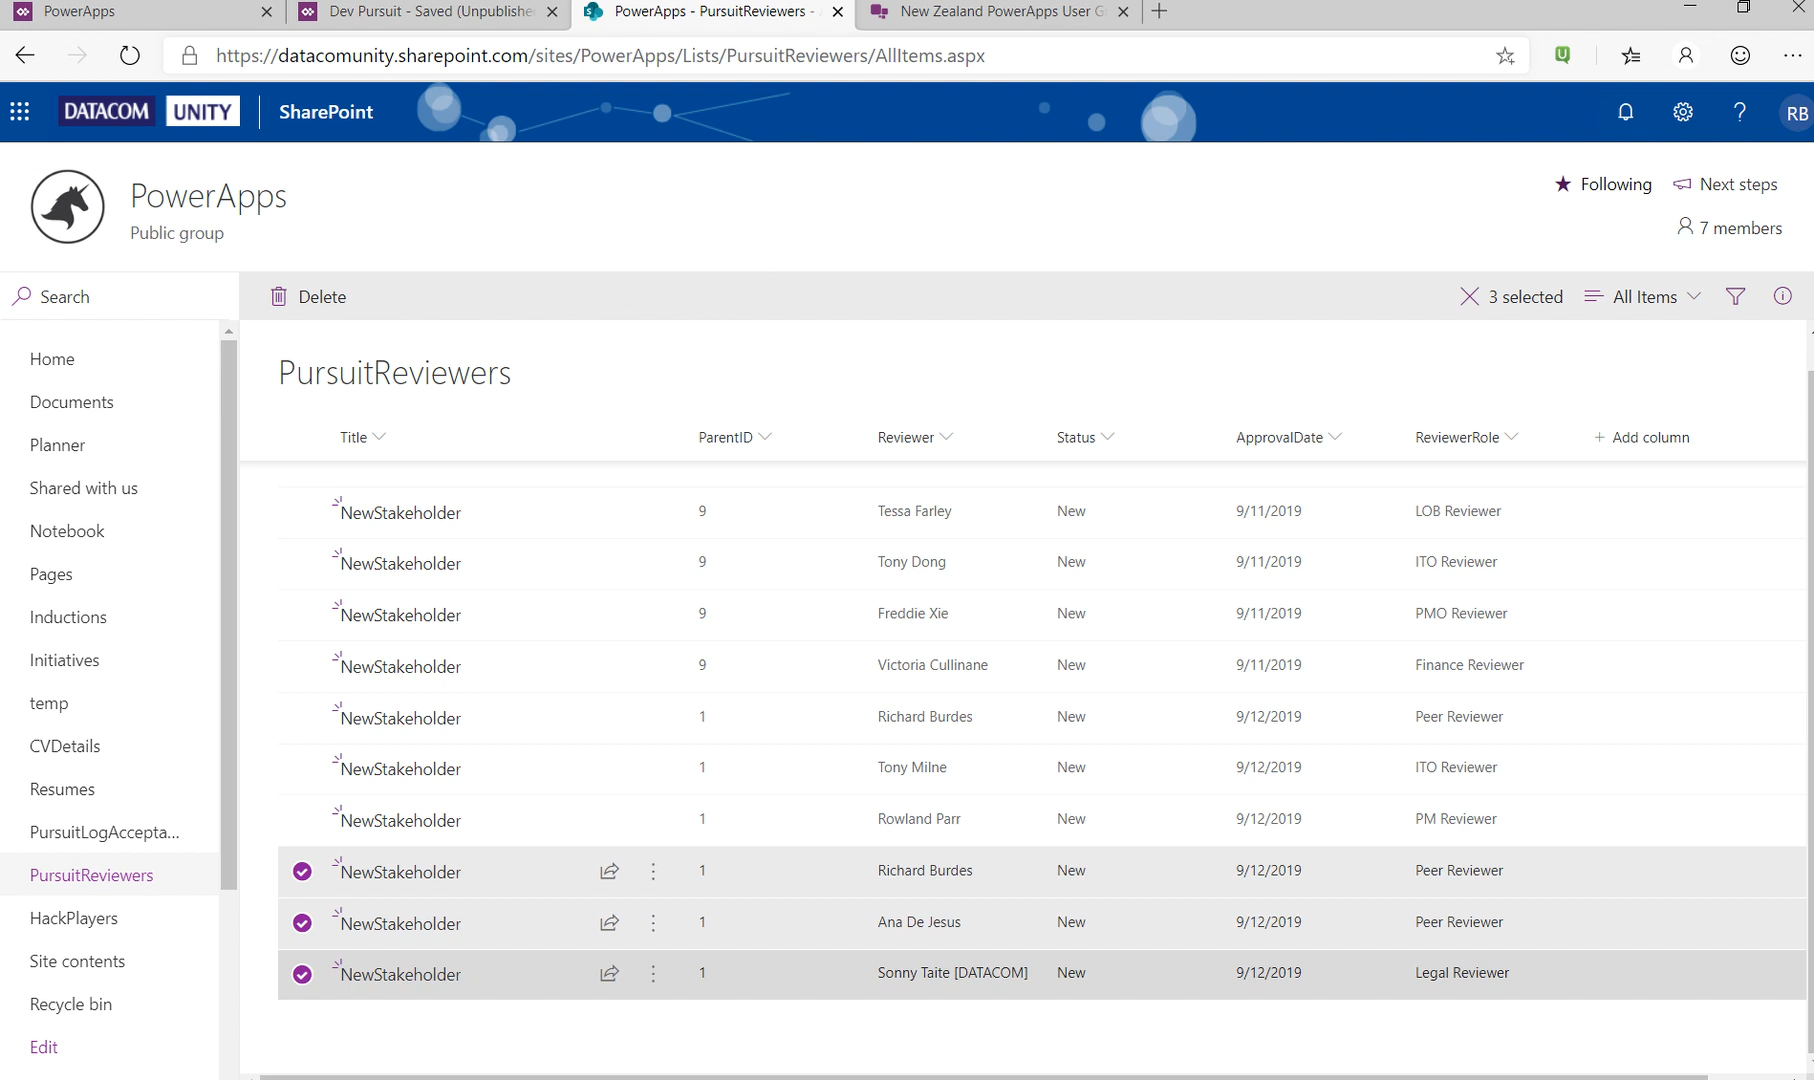 PowerApps
Dev Pursuit - Saved (Unpublishe
PowerApps - PursuitReviewers -
New Zealand PowerApps User G
https://datacomunity.sharepoint.com/sites/PowerApps/Lists/PursuitReviewers/AllItems.aspx
DATACOM UNITY SharePoint
? RB
PowerApps
Public group
Following Next steps
7 members
Search
Delete
3 selected All Items
Home
Documents
Planner
Shared with us
Notebook
Pages
Inductions
Initiatives
temp
CVDetails
Resumes
PursuitLogAccepta...
PursuitReviewers
HackPlayers
Site contents
Recycle bin
Edit
PursuitReviewers
Title ParentID Reviewer Status ApprovalDate ReviewerRole + Add column
NewStakeholder 9 Tessa Farley New 9/11/2019 LOB Reviewer
NewStakeholder 9 Tony Dong New 9/11/2019 ITO Reviewer
NewStakeholder 9 Freddie Xie New 9/11/2019 PMO Reviewer
NewStakeholder 9 Victoria Cullinane New 9/11/2019 Finance Reviewer
NewStakeholder 1 Richard Burdes New 9/12/2019 Peer Reviewer
NewStakeholder 1 Tony Milne New 9/12/2019 ITO Reviewer
NewStakeholder 1 Rowland Parr New 9/12/2019 PM Reviewer
NewStakeholder 1 Richard Burdes New 9/12/2019 Peer Reviewer
NewStakeholder 1 Ana De Jesus New 9/12/2019 Peer Reviewer
NewStakeholder 1 Sonny Taite [DATACOM] New 9/12/2019 Legal Reviewer